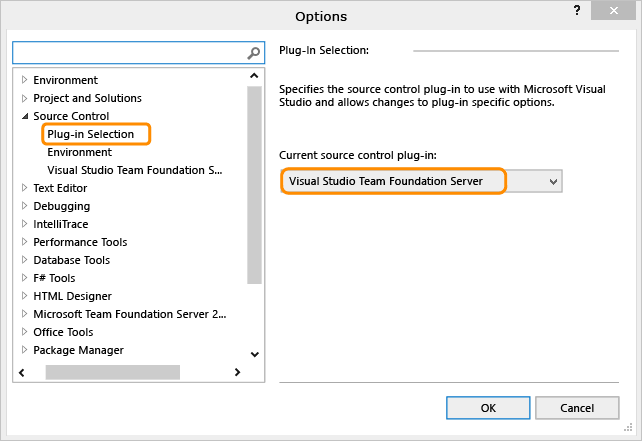 Options
? ×
Environment
Project and Solutions
Source Control
Plug-in Selection
Environment
Visual Studio Team Foundation S...
Text Editor
Debugging
IntelliTrace
Performance Tools
Database Tools
F# Tools
HTML Designer
Microsoft Team Foundation Server 2...
Office Tools
Package Manager
Plug-In Selection:
Specifies the source control plug-in to use with Microsoft Visual
Studio and allows changes to plug-in specific options.
Current source control plug-in:
Visual Studio Team Foundation Server
OK
Cancel